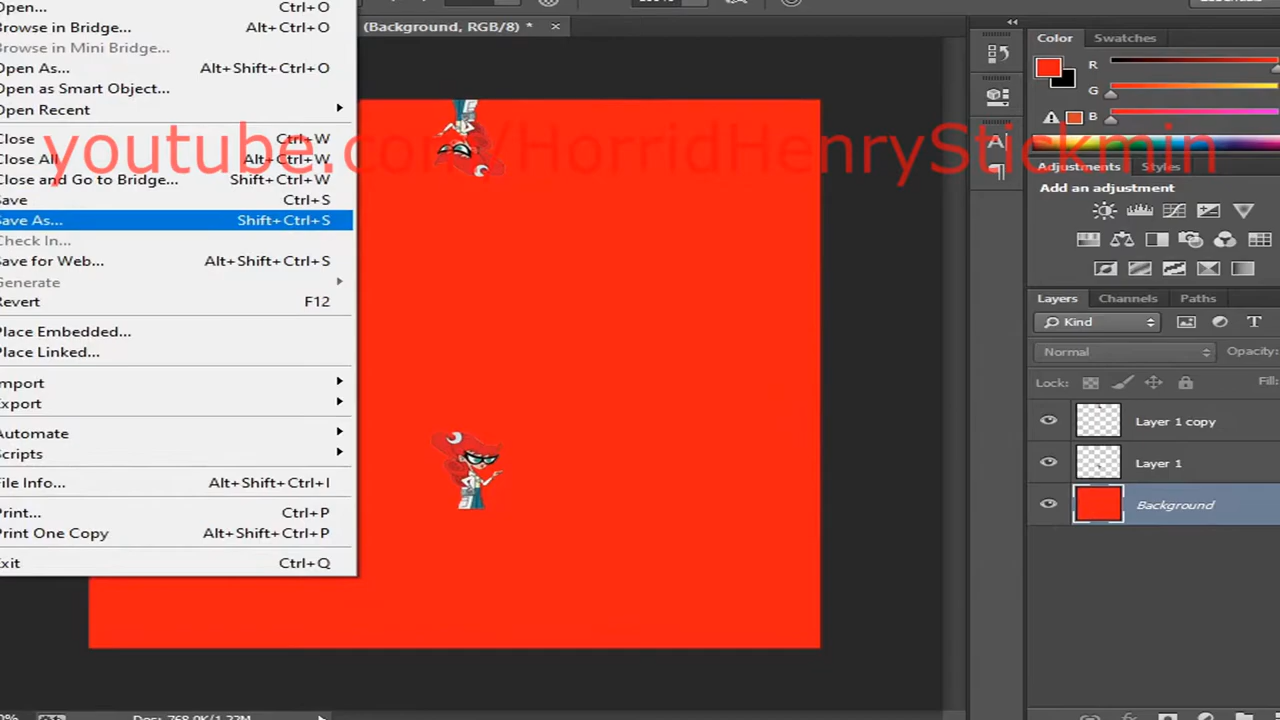 Open... Ctrl+O
Browse in Bridge... Alt+Ctrl+O
Browse in Mini Bridge...
Open As... Alt+Shift+Ctrl+O
Open as Smart Object...
Open Recent
Close Ctrl+W
Close All Alt+Ctrl+W
Close and Go to Bridge... Shift+Ctrl+W
Save Ctrl+S
Save As... Shift+Ctrl+S
Check In...
Save for Web... Alt+Shift+Ctrl+S
Generate
Revert F12
Place Embedded...
Place Linked...
Import
Export
Automate
Scripts
File Info... Alt+Shift+Ctrl+I
Print... Ctrl+P
Print One Copy Alt+Shift+Ctrl+P
Exit Ctrl+Q
(Background, RGB/8) *
youtube.com/HorridHenryStickmin
Color Swatches
R
G
B
Adjustments Styles
Add an adjustment
Layers Channels Paths
Kind
Normal Opacity:
Lock: Fill:
Layer 1 copy
Layer 1
Background
Doc: 768.0K/1.22M